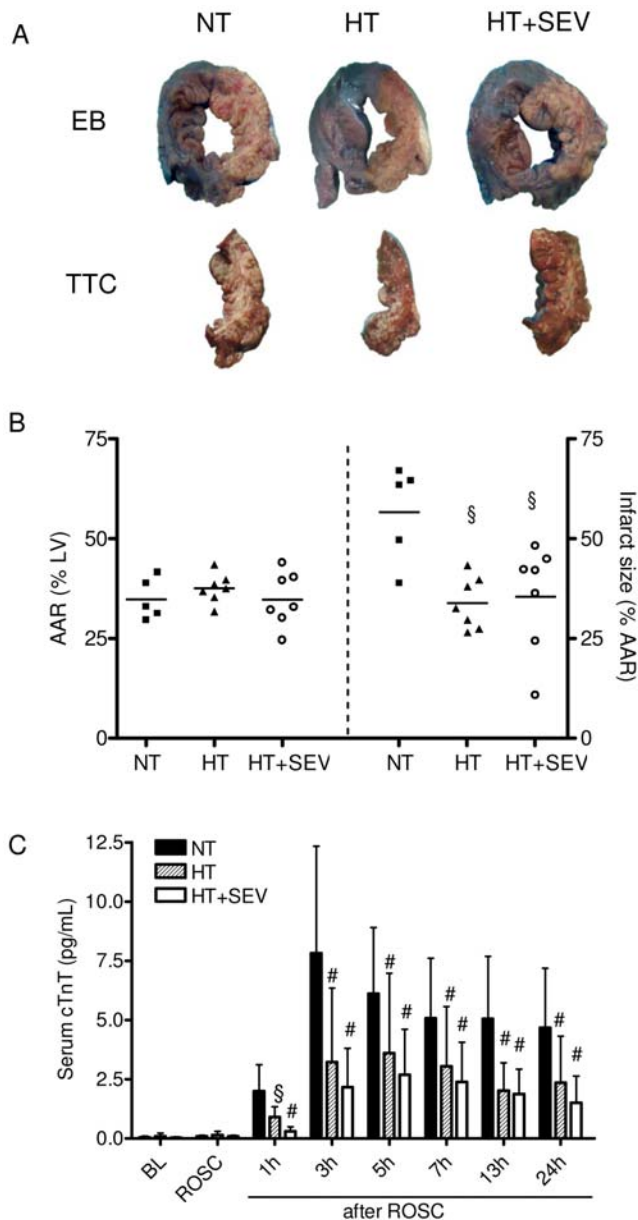 A
NT HT HT+SEV
EB
TTC
B
75 75
50 50
25 25
0 0
AAR (% LV)
Infarct size (% AAR)
§ §
NT HT HT+SEV NT HT HT+SEV
C
NT
HT
HT+SEV
12.5
10.0
7.5
5.0
2.5
0.0
Serum cTnT (pg/mL)
§ # # # # # # # # # # #
BL ROSC 1h 3h 5h 7h 13h 24h
after ROSC